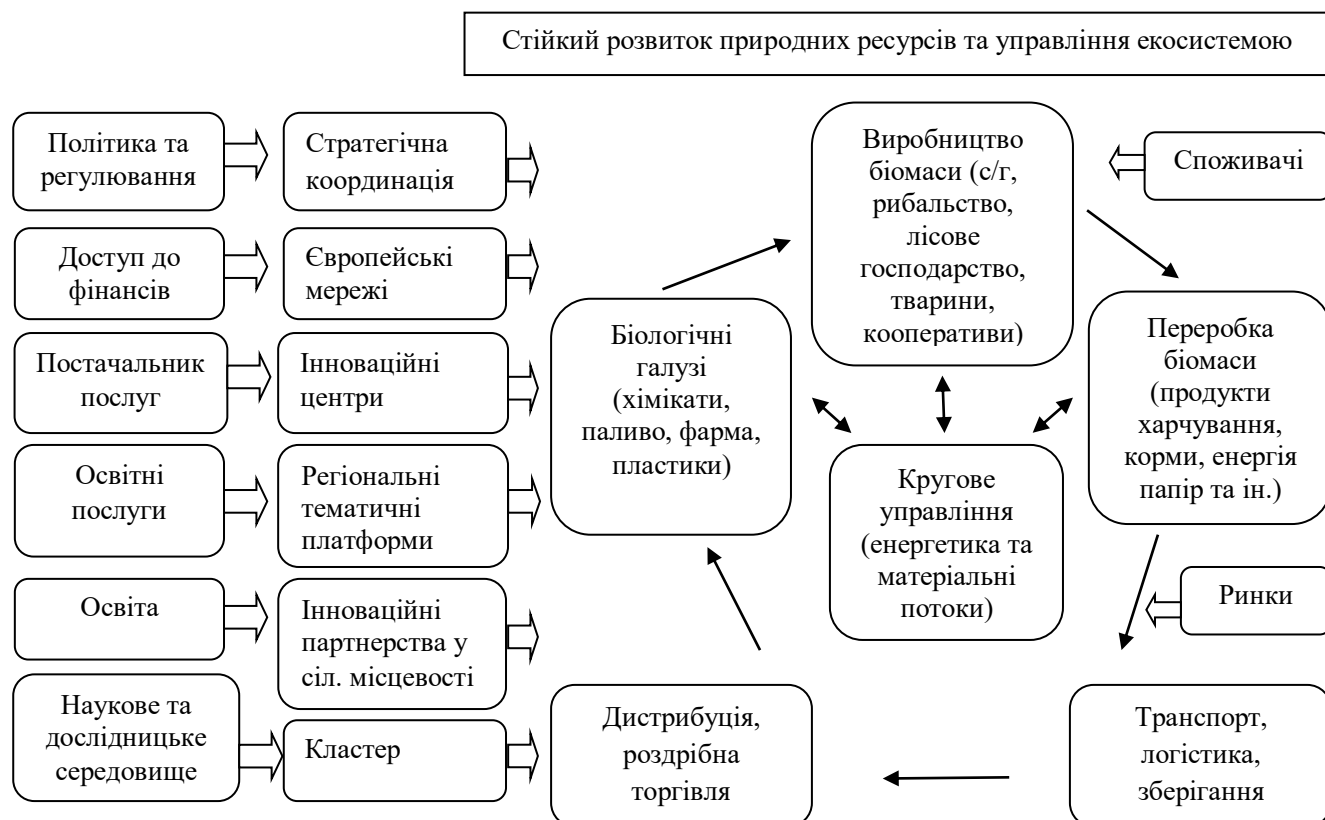 Стійкий розвиток природних ресурсів та управління екосистемою
Політика та
регулювання
Стратегічна
координація
Виробництво
біомаси (с/г,
рибальство,
лісове
господарство,
тварини,
кооперативи)
Споживачі
Доступ до
фінансів
Європейські
мережі
Постачальник
послуг
Інноваційні
центри
Біологічні
галузі
(хімікати,
паливо, фарма,
пластики)
Переробка
біомаси
(продукти
харчування,
корми, енергія
папір та ін.)
Освітні
послуги
Регіональні
тематичні
платформи
Кругове
управління
(енергетика та
матеріальні
потоки)
Освіта
Інноваційні
партнерства у
сіл. місцевості
Ринки
Наукове та
дослідницьке
середовище
Кластер
Дистрибуція,
роздрібна
торгівля
Транспорт,
логістика,
зберігання